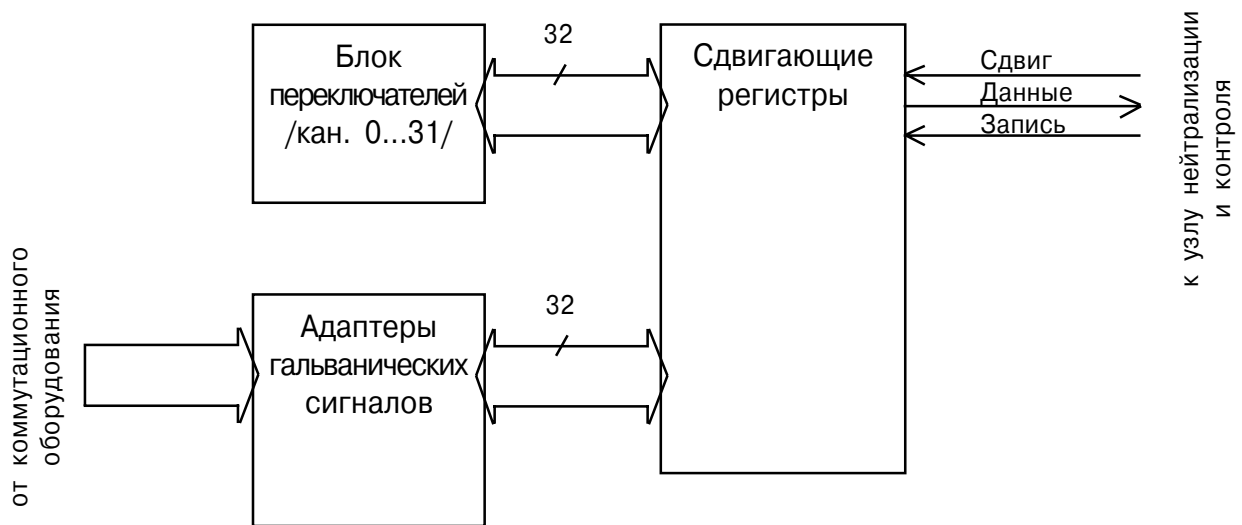 Блок
переключателей
/кан. 0...31/
32
Сдвигающие
регистры
Сдвиг
Данные
Запись
к узлу нейтрализации
и контроля
от коммутационного
оборудования
Адаптеры
гальванических
сигналов
32